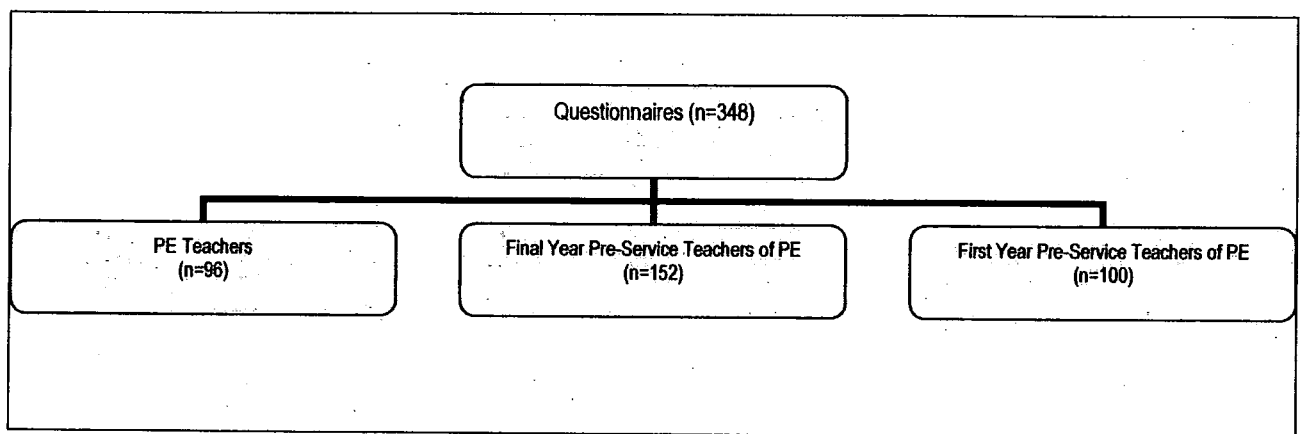 Questionnaires (n=348)
PE Teachers
(n=96)
Final Year Pre-Service Teachers of PE
(n=152)
First Year Pre-Service Teachers of PE
(n=100)